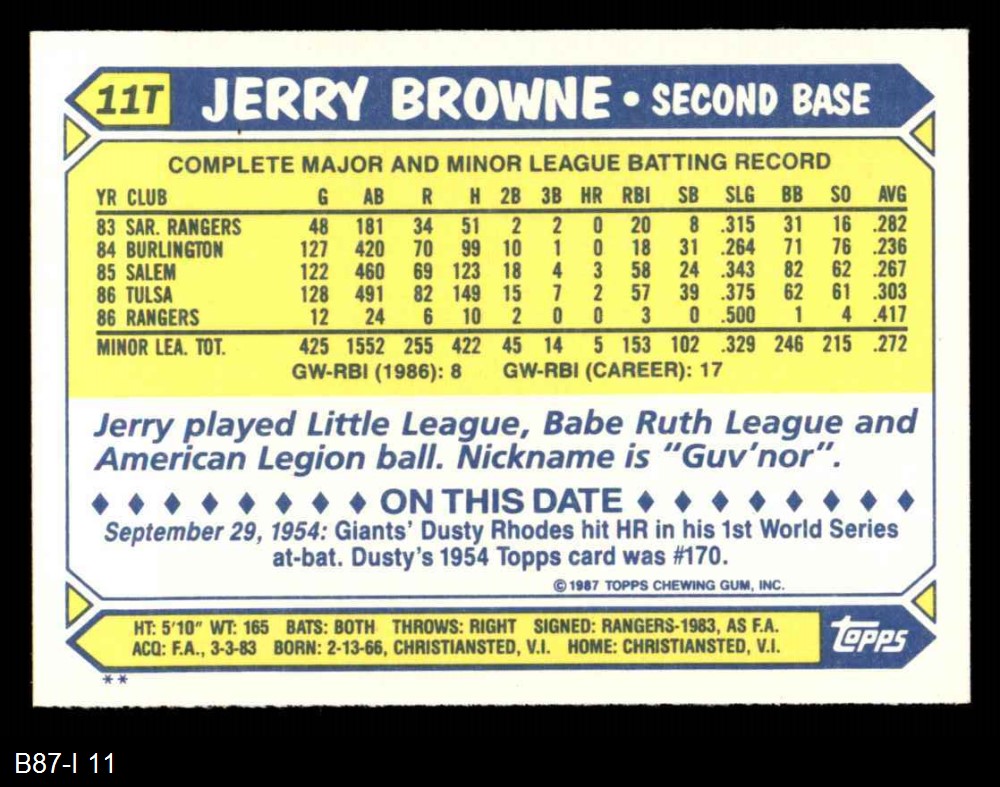 11T JERRY BROWNE • SECOND BASE
COMPLETE MAJOR AND MINOR LEAGUE BATTING RECORD
YR CLUB G AB R H 2B 3B HR RBI SB SLG BB SO AVG
83 SAR. RANGERS 48 181 34 51 2 2 0 20 8 .315 31 16 .282
84 BURLINGTON 127 420 70 99 10 1 0 18 31 .264 71 76 .236
85 SALEM 122 460 69 123 18 4 3 58 24 .343 82 62 .267
86 TULSA 128 491 82 149 15 7 2 57 39 .375 62 61 .303
86 RANGERS 12 24 6 10 2 0 0 3 0 .500 1 4 .417
MINOR LEA. TOT. 425 1552 255 422 45 14 5 153 102 .329 246 215 .272
GW-RBI (1986): 8 GW-RBI (CAREER): 17
Jerry played Little League, Babe Ruth League and
American Legion ball. Nickname is "Guv'nor".
ON THIS DATE
September 29, 1954: Giants' Dusty Rhodes hit HR in his 1st World Series
at-bat. Dusty's 1954 Topps card was #170.
© 1987 TOPPS CHEWING GUM, INC.
HT: 5'10" WT: 165 BATS: BOTH THROWS: RIGHT SIGNED: RANGERS-1983, AS F.A.
ACQ: F.A., 3-3-83 BORN: 2-13-66, CHRISTIANSTED, V.I. HOME: CHRISTIANSTED, V.I.
topps
**
B87-I 11